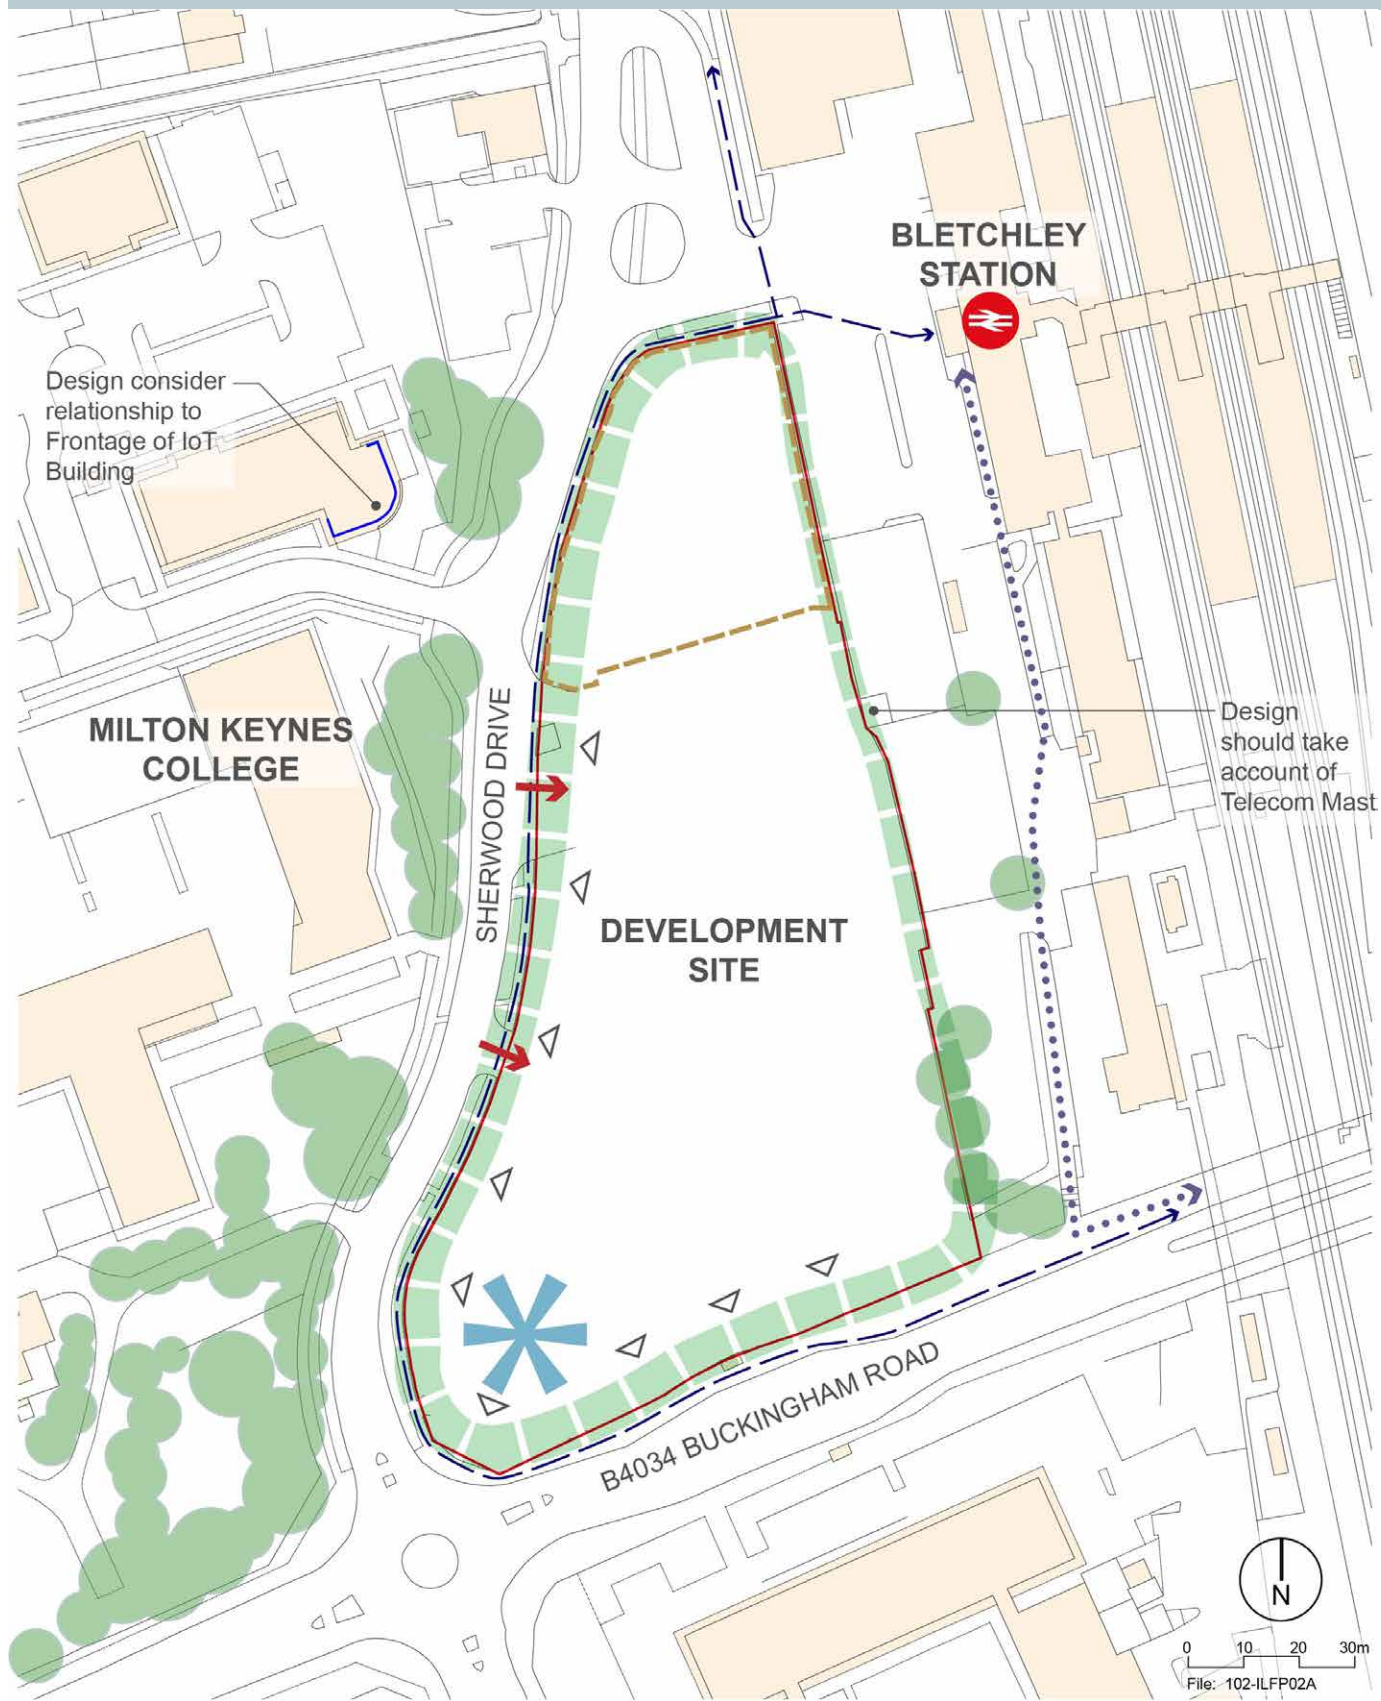 BLETCHLEY
STATION
Design consider
relationship to
Frontage of IoT
Building
MILTON KEYNES
COLLEGE
SHERWOOD DRIVE
Design
should take
account of
Telecom Mast
DEVELOPMENT
SITE
B4034 BUCKINGHAM ROAD
N
0 10 20 30m
File: 102-ILFP02A